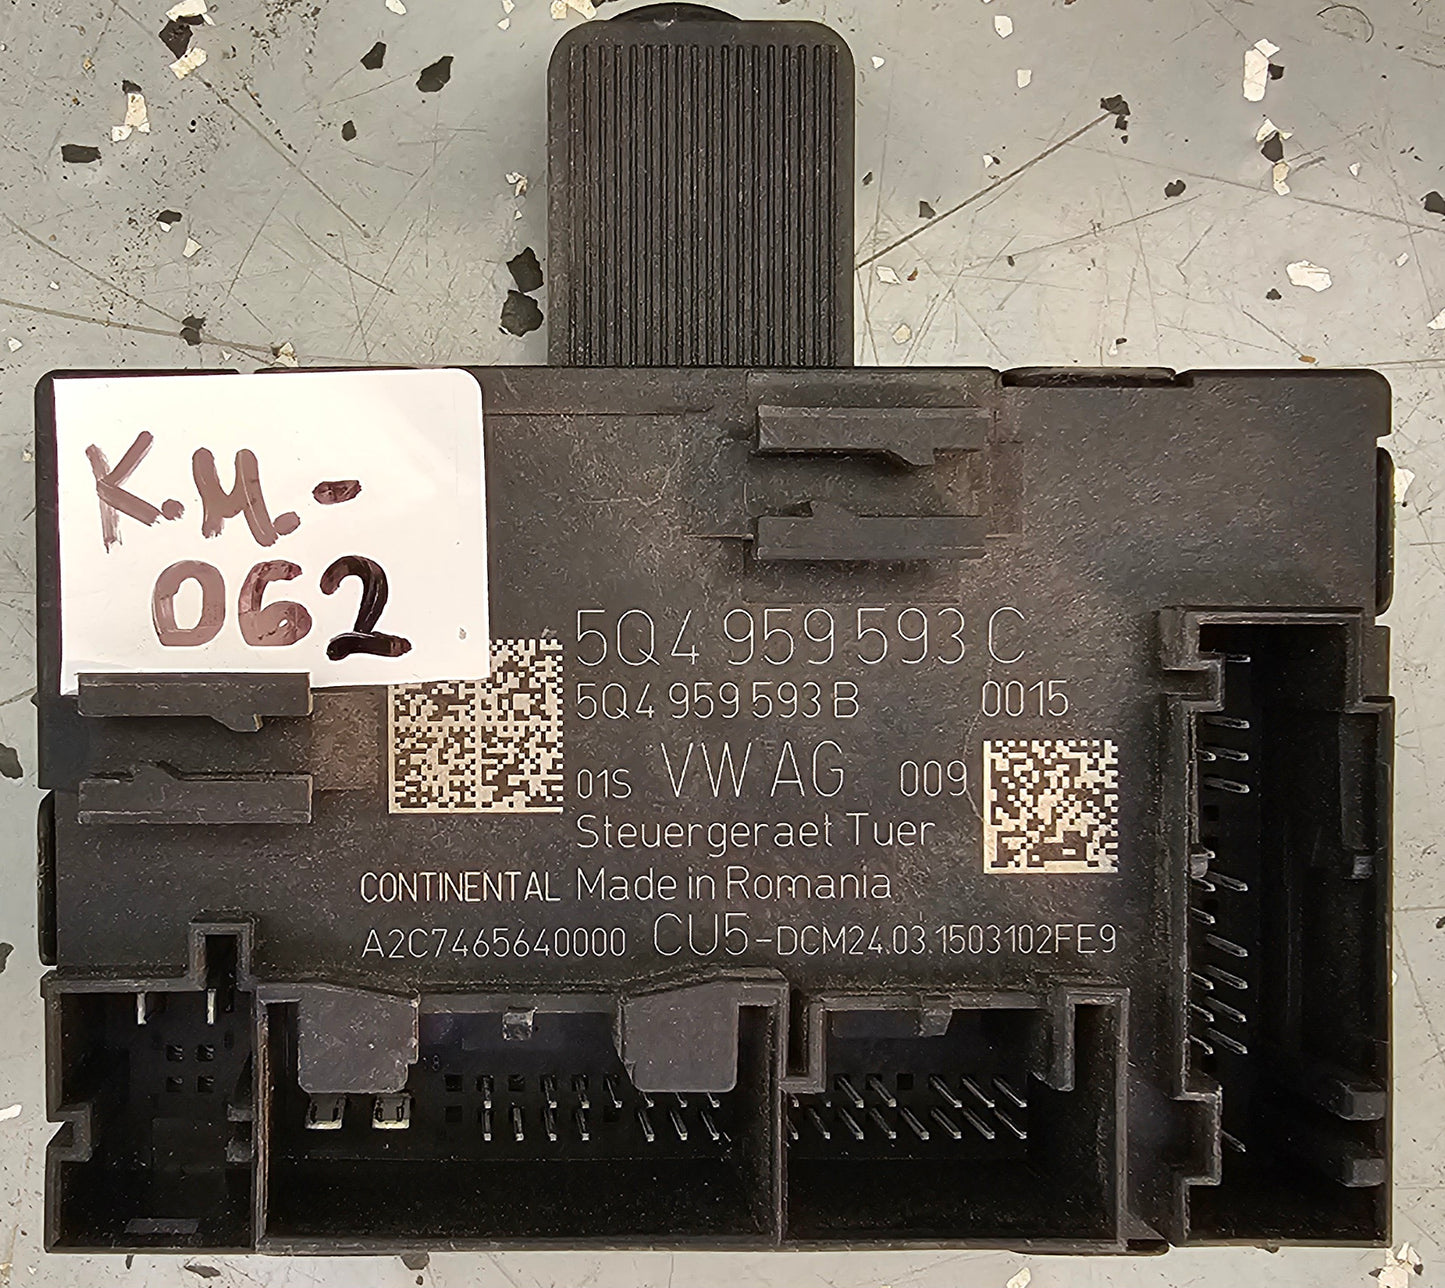 K.M.-
062
5Q4 959 593 C
5Q4 959 593 B 0015
01S VW AG 009
Steuergeraet Tuer
CONTINENTAL Made in Romania
A2C7465640000 CU5-DCM24.03.1503102FE9